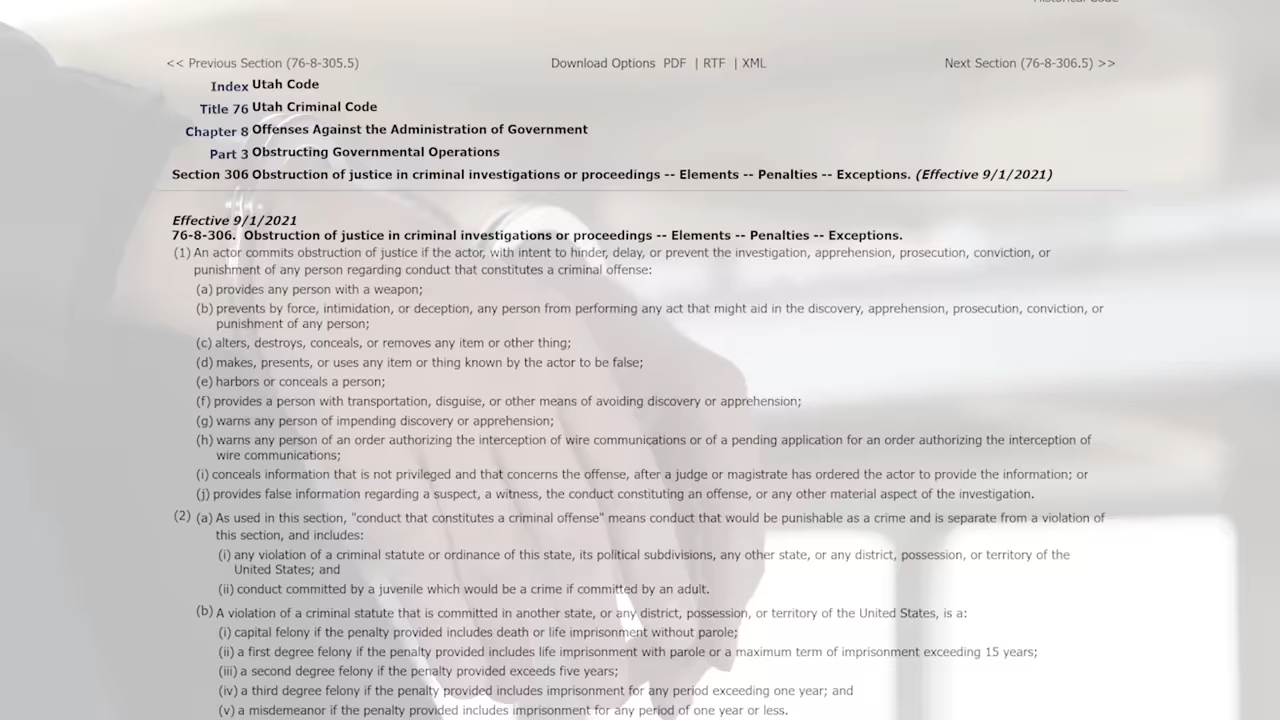 Historical Code
<< Previous Section (76-8-305.5) Download Options PDF | RTF | XML Next Section (76-8-306.5) >>
Index Utah Code
Title 76 Utah Criminal Code
Chapter 8 Offenses Against the Administration of Government
Part 3 Obstructing Governmental Operations
Section 306 Obstruction of justice in criminal investigations or proceedings -- Elements -- Penalties -- Exceptions. (Effective 9/1/2021)
Effective 9/1/2021
76-8-306. Obstruction of justice in criminal investigations or proceedings -- Elements -- Penalties -- Exceptions.
(1) An actor commits obstruction of justice if the actor, with intent to hinder, delay, or prevent the investigation, apprehension, prosecution, conviction, or
punishment of any person regarding conduct that constitutes a criminal offense:
(a) provides any person with a weapon;
(b) prevents by force, intimidation, or deception, any person from performing any act that might aid in the discovery, apprehension, prosecution, conviction, or
punishment of any person;
(c) alters, destroys, conceals, or removes any item or other thing;
(d) makes, presents, or uses any item or thing known by the actor to be false;
(e) harbors or conceals a person;
(f) provides a person with transportation, disguise, or other means of avoiding discovery or apprehension;
(g) warns any person of impending discovery or apprehension;
(h) warns any person of an order authorizing the interception of wire communications or of a pending application for an order authorizing the interception of
wire communications;
(i) conceals information that is not privileged and that concerns the offense, after a judge or magistrate has ordered the actor to provide the information; or
(j) provides false information regarding a suspect, a witness, the conduct constituting an offense, or any other material aspect of the investigation.
(2) (a) As used in this section, "conduct that constitutes a criminal offense" means conduct that would be punishable as a crime and is separate from a violation of
this section, and includes:
(i) any violation of a criminal statute or ordinance of this state, its political subdivisions, any other state, or any district, possession, or territory of the
United States; and
(ii) conduct committed by a juvenile which would be a crime if committed by an adult.
(b) A violation of a criminal statute that is committed in another state, or any district, possession, or territory of the United States, is a:
(i) capital felony if the penalty provided includes death or life imprisonment without parole;
(ii) a first degree felony if the penalty provided includes life imprisonment with parole or a maximum term of imprisonment exceeding 15 years;
(iii) a second degree felony if the penalty provided exceeds five years;
(iv) a third degree felony if the penalty provided includes imprisonment for any period exceeding one year; and
(v) a misdemeanor if the penalty provided includes imprisonment for any period of one year or less.